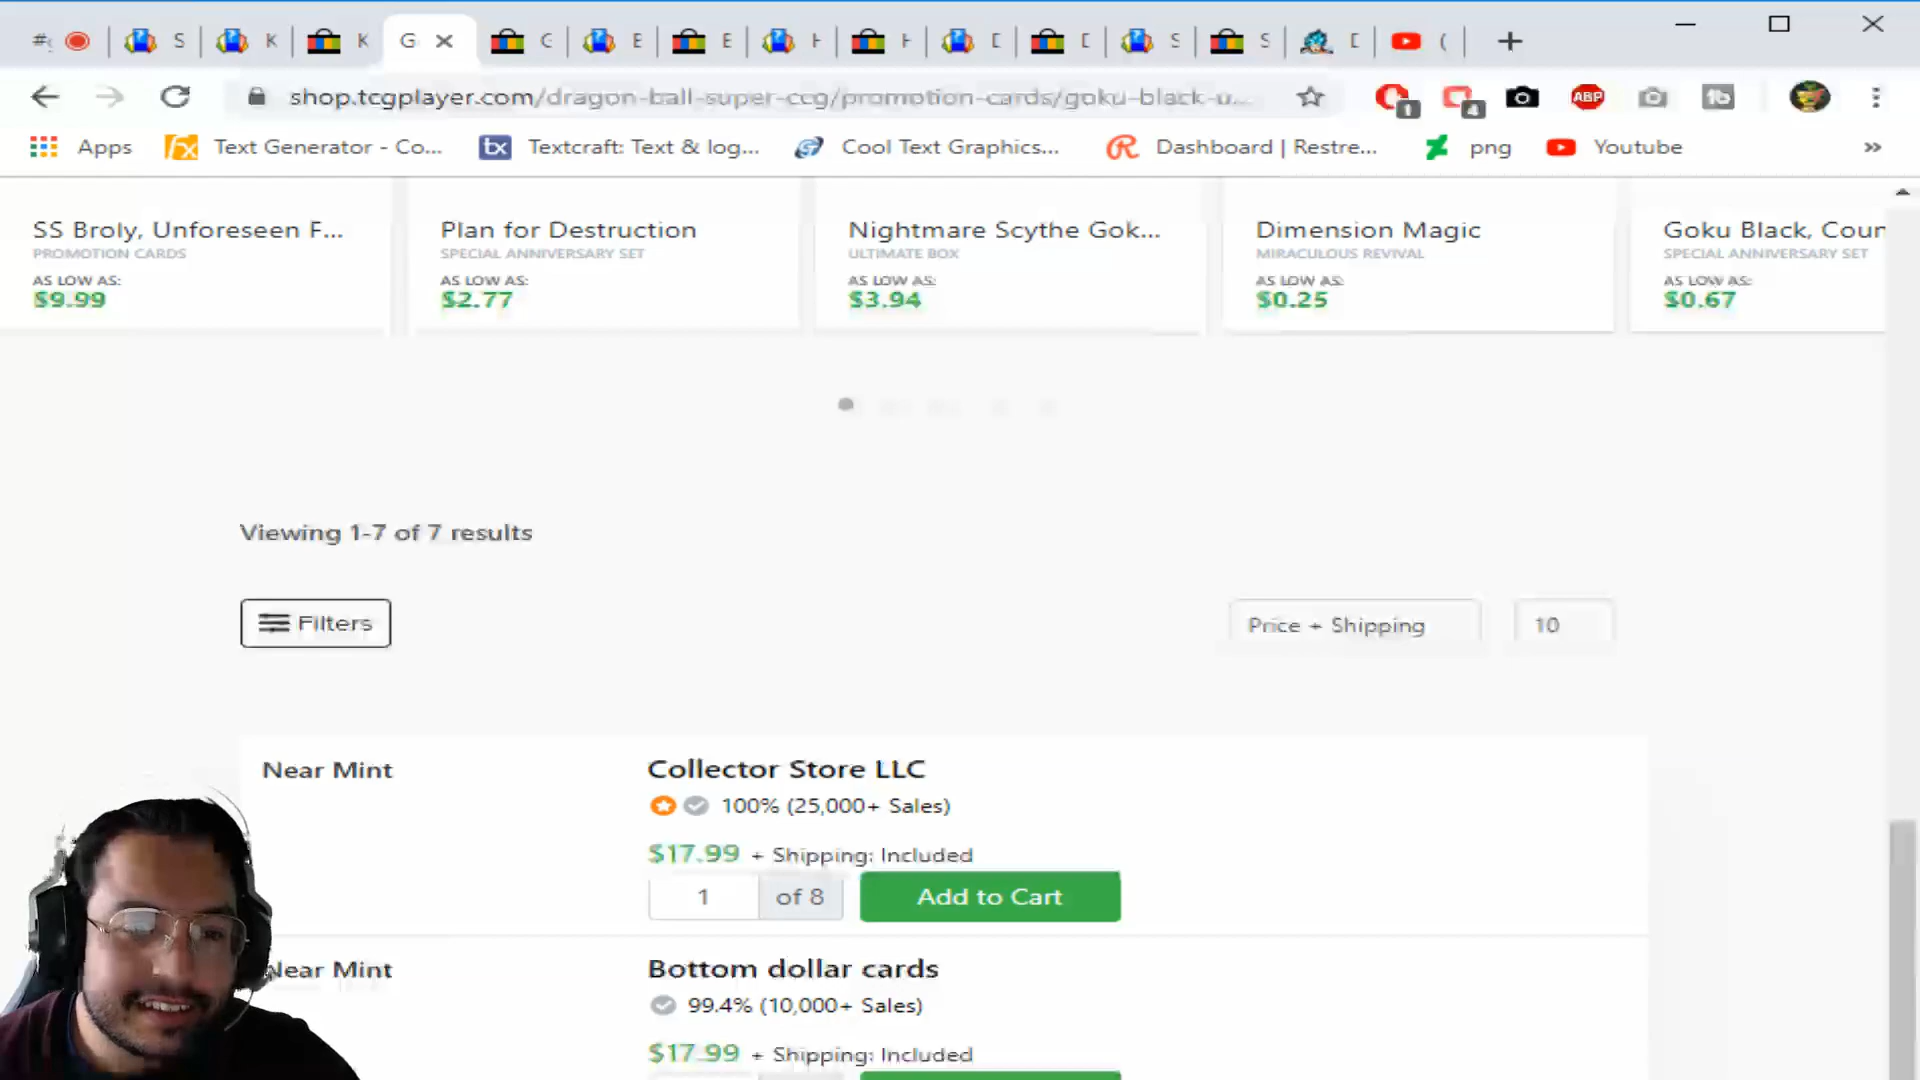 #
S
K
K
G
C
E
E
H
H
D
D
S
S
D
(
shop.tcgplayer.com/dragon-ball-super-ccg/promotion-cards/goku-black-u...
1
4
ABP
Apps
Text Generator - Co...
tx
Textcraft: Text & log...
Cool Text Graphics...
Dashboard | Restre...
png
Youtube
»
SS Broly, Unforeseen F...
PROMOTION CARDS
AS LOW AS:
$9.99
Plan for Destruction
SPECIAL ANNIVERSARY SET
AS LOW AS:
$2.77
Nightmare Scythe Gok...
ULTIMATE BOX
AS LOW AS:
$3.94
Dimension Magic
MIRACULOUS REVIVAL
AS LOW AS:
$0.25
Goku Black, Coun
SPECIAL ANNIVERSARY SET
AS LOW AS:
$0.67
Viewing 1-7 of 7 results
Filters
Price + Shipping
10
Near Mint
Collector Store LLC
100% (25,000+ Sales)
$17.99 + Shipping: Included
1 of 8
Add to Cart
Near Mint
Bottom dollar cards
99.4% (10,000+ Sales)
$17.99 + Shipping: Included